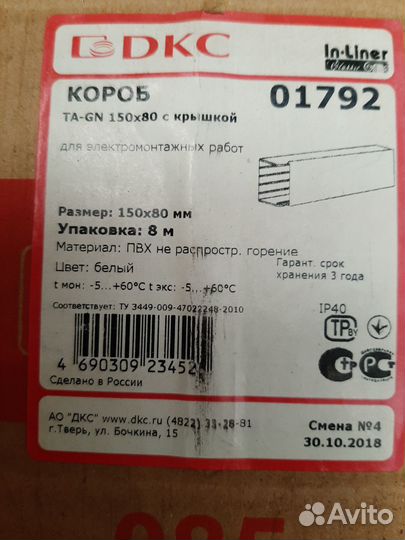 DKC
In-Liner
Classic
КОРОБ
01792
TA-GN 150x80 с крышкой
для электромонтажных работ
Размер: 150x80 мм
Упаковка: 8 м
Материал: ПВХ не распростр. горение
Цвет: белый
Гарант. срок
хранения 3 года
t мон: -5...+60°C t экс: -5...+60°C
Соответствует: ТУ 3449-009-47022248-2010
IP40
4 690309 23452
Сделано в России
АО "ДКС" www.dkc.ru (4822) 33-28-81
г.Тверь, ул. Бочкина, 15
Смена №4
30.10.2018
Avito